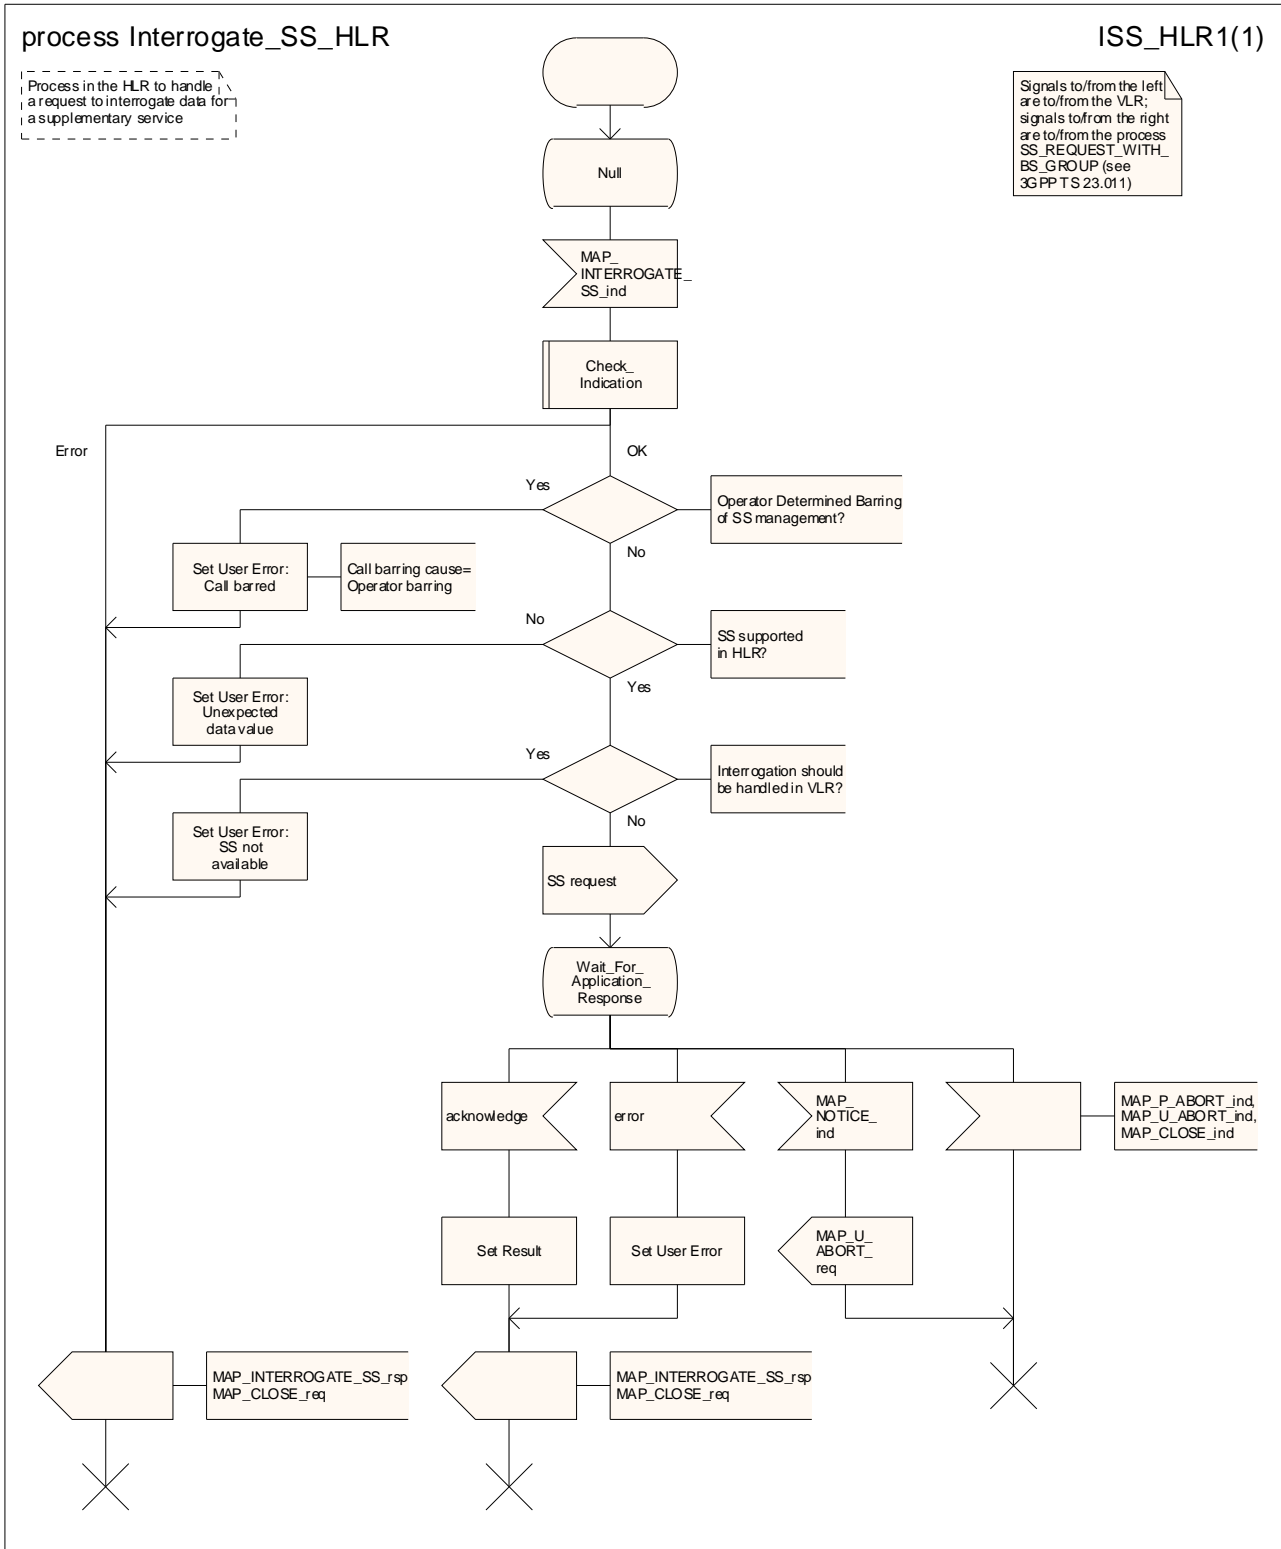 process Interrogate_SS_HLR
ISS_HLR1(1)
Process in the HLR to handle
a request to interrogate data for
a supplementary service
Signals to/from the left
are to/from the VLR;
signals to/from the right
are to/from the process
SS_REQUEST_WITH_
BS_GROUP (see
3GPP TS 23.011)
Null
MAP_
INTERROGATE_
SS_ind
Check_
Indication
Error
OK
Yes
Operator Determined Barring
of SS management?
No
Set User Error:
Call barred
Call barring cause=
Operator barring
No
SS supported
in HLR?
Yes
Set User Error:
Unexpected
data value
Yes
Interrogation should
be handled in VLR?
No
Set User Error:
SS not
available
SS request
Wait_For_
Application_
Response
acknowledge
error
MAP_
NOTICE_
ind
MAP_P_ABORT_ind,
MAP_U_ABORT_ind,
MAP_CLOSE_ind
Set Result
Set User Error
MAP_U_
ABORT_
req
MAP_INTERROGATE_SS_rsp
MAP_CLOSE_req
MAP_INTERROGATE_SS_rsp
MAP_CLOSE_req